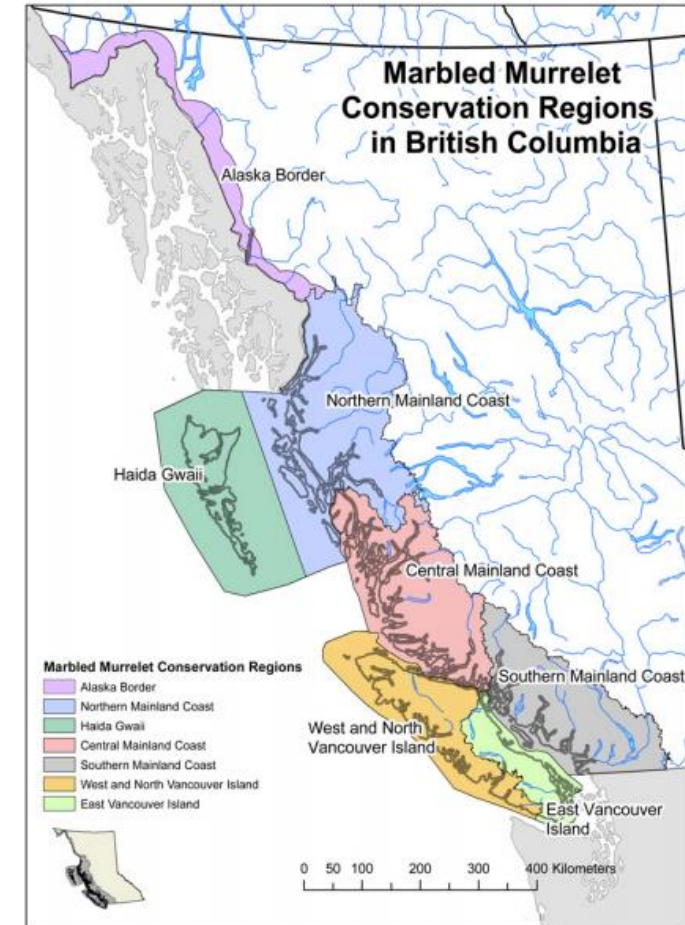 Marbled Murrelet
Conservation Regions
in British Columbia
Alaska Border
Northern Mainland Coast
Haida Gwaii
Central Mainland Coast
Southern Mainland Coast
West and North
Vancouver Island
East Vancouver
Island
Marbled Murrelet Conservation Regions
Alaska Border
Northern Mainland Coast
Haida Gwaii
Central Mainland Coast
Southern Mainland Coast
West and North Vancouver Island
East Vancouver Island
0 50 100 200 300 400 Kilometers